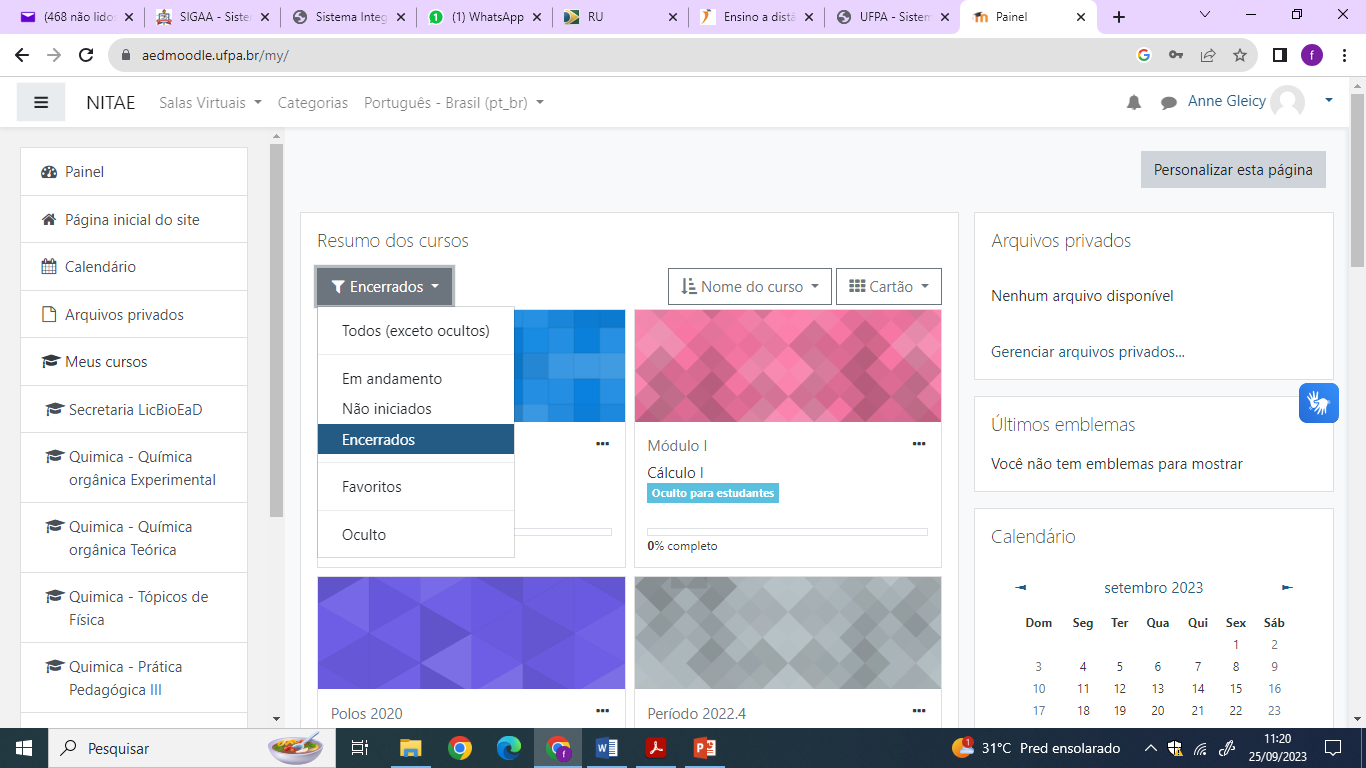 (468 não lidos
SIGAA - Siste
Sistema Integ
(1) WhatsApp
RU
Ensino a distâ
UFPA - Sistem
Painel
aedmoodle.ufpa.br/my/
NITAE
Salas Virtuais
Categorias
Português - Brasil (pt_br)
Anne Gleicy
Painel
Página inicial do site
Calendário
Arquivos privados
Meus cursos
Secretaria LicBioEaD
Quimica - Química
orgânica Experimental
Quimica - Química
orgânica Teórica
Quimica - Tópicos de
Física
Quimica - Prática
Pedagógica III
Personalizar esta página
Resumo dos cursos
Encerrados
Nome do curso
Cartão
Todos (exceto ocultos)
Em andamento
Não iniciados
Encerrados
Favoritos
Oculto
Módulo I
Cálculo I
Oculto para estudantes
0% completo
Polos 2020
Período 2022.4
Arquivos privados
Nenhum arquivo disponível
Gerenciar arquivos privados...
Últimos emblemas
Você não tem emblemas para mostrar
Calendário
setembro 2023
Dom Seg Ter Qua Qui Sex Sáb
1 2
3 4 5 6 7 8 9
10 11 12 13 14 15 16
17 18 19 20 21 22 23
Pesquisar
1
31°C Pred ensolarado
11:20
25/09/2023